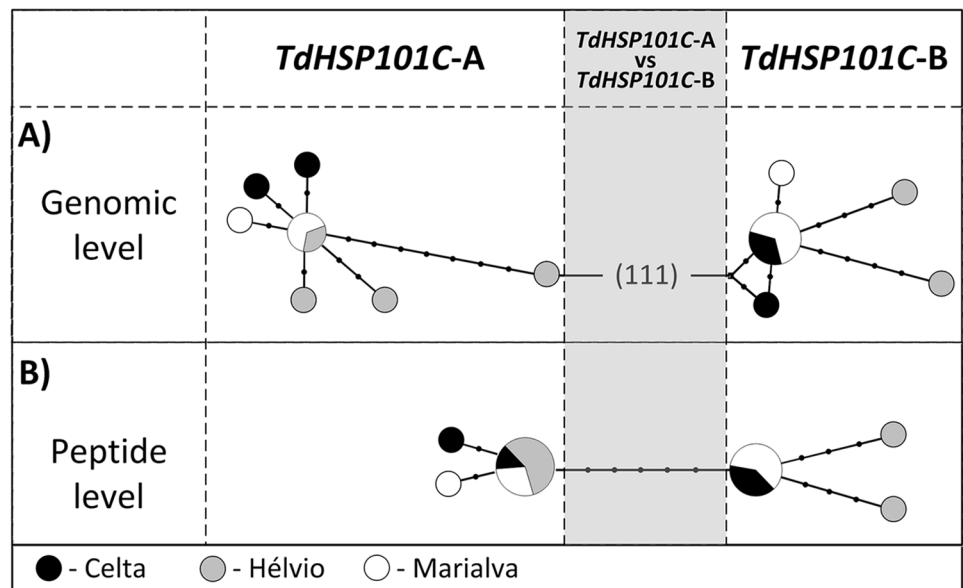 TdHSP101C-A
TdHSP101C-A
vs
TdHSP101C-B
TdHSP101C-B
A)
Genomic
level
(111)
B)
Peptide
level
- Celta - Hélvio - Marialva